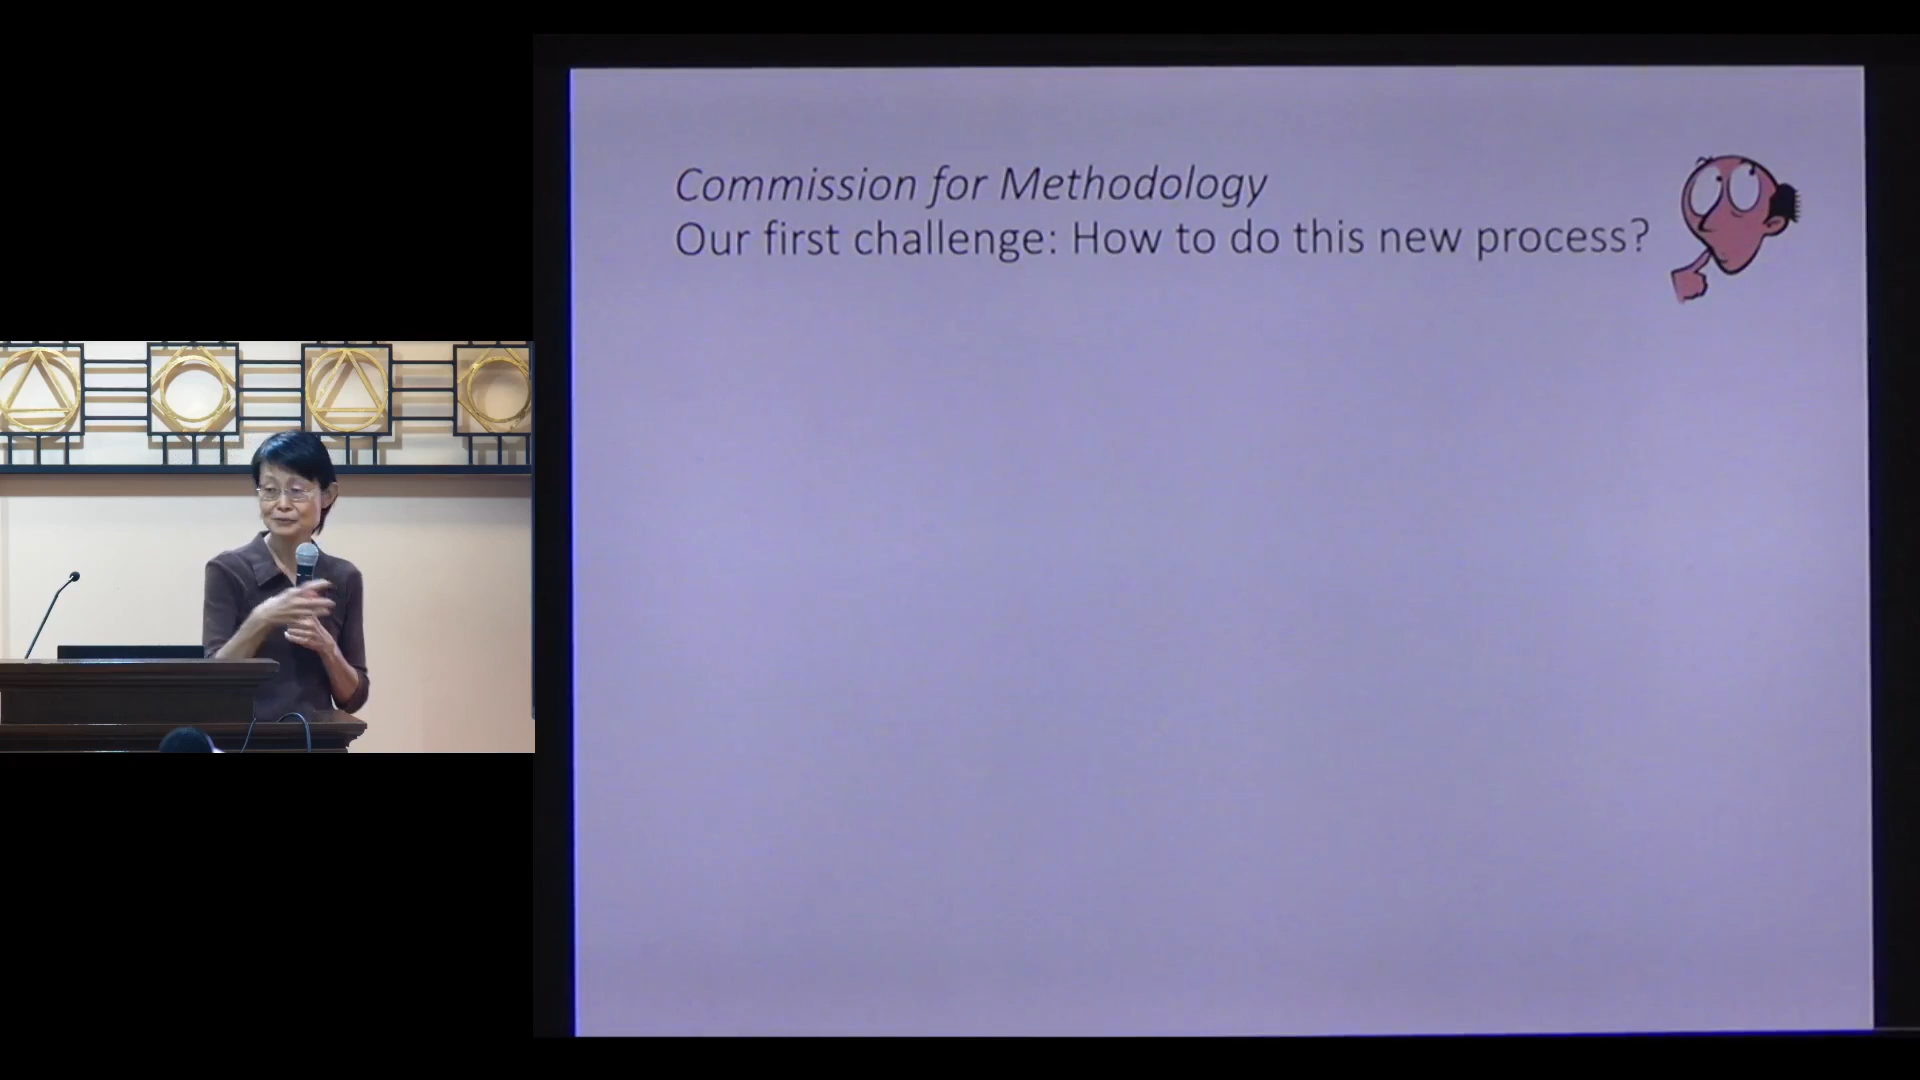 Commission for Methodology
Our first challenge: How to do this new process?